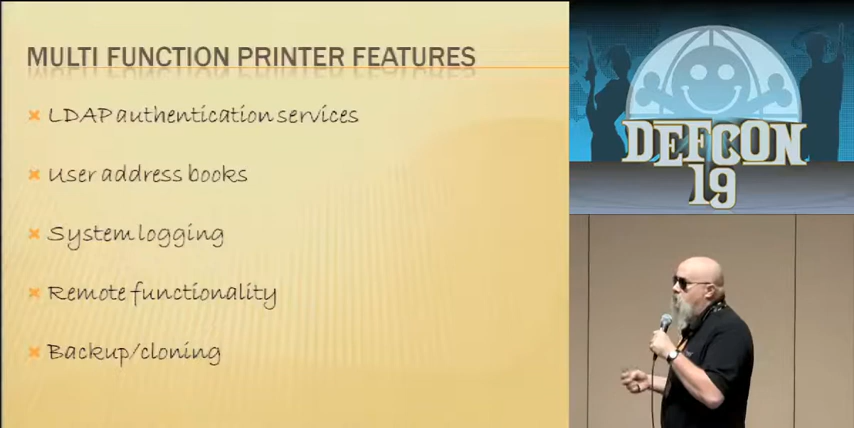 MULTI FUNCTION PRINTER FEATURES
LDAP authentication services
User address books
System logging
Remote functionality
Backup/cloning
DEFCON
19